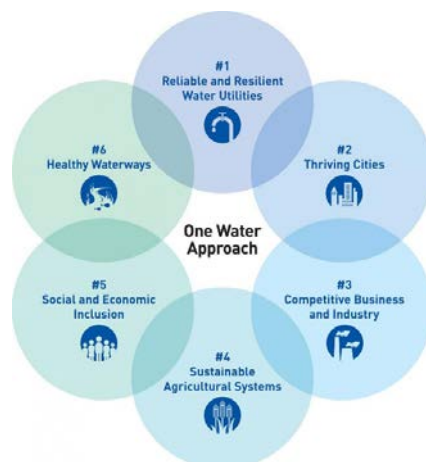 #1
Reliable and Resilient
Water Utilities
#2
Thriving Cities
#3
Competitive Business
and Industry
#4
Sustainable
Agricultural Systems
#5
Social and Economic
Inclusion
#6
Healthy Waterways
One Water
Approach